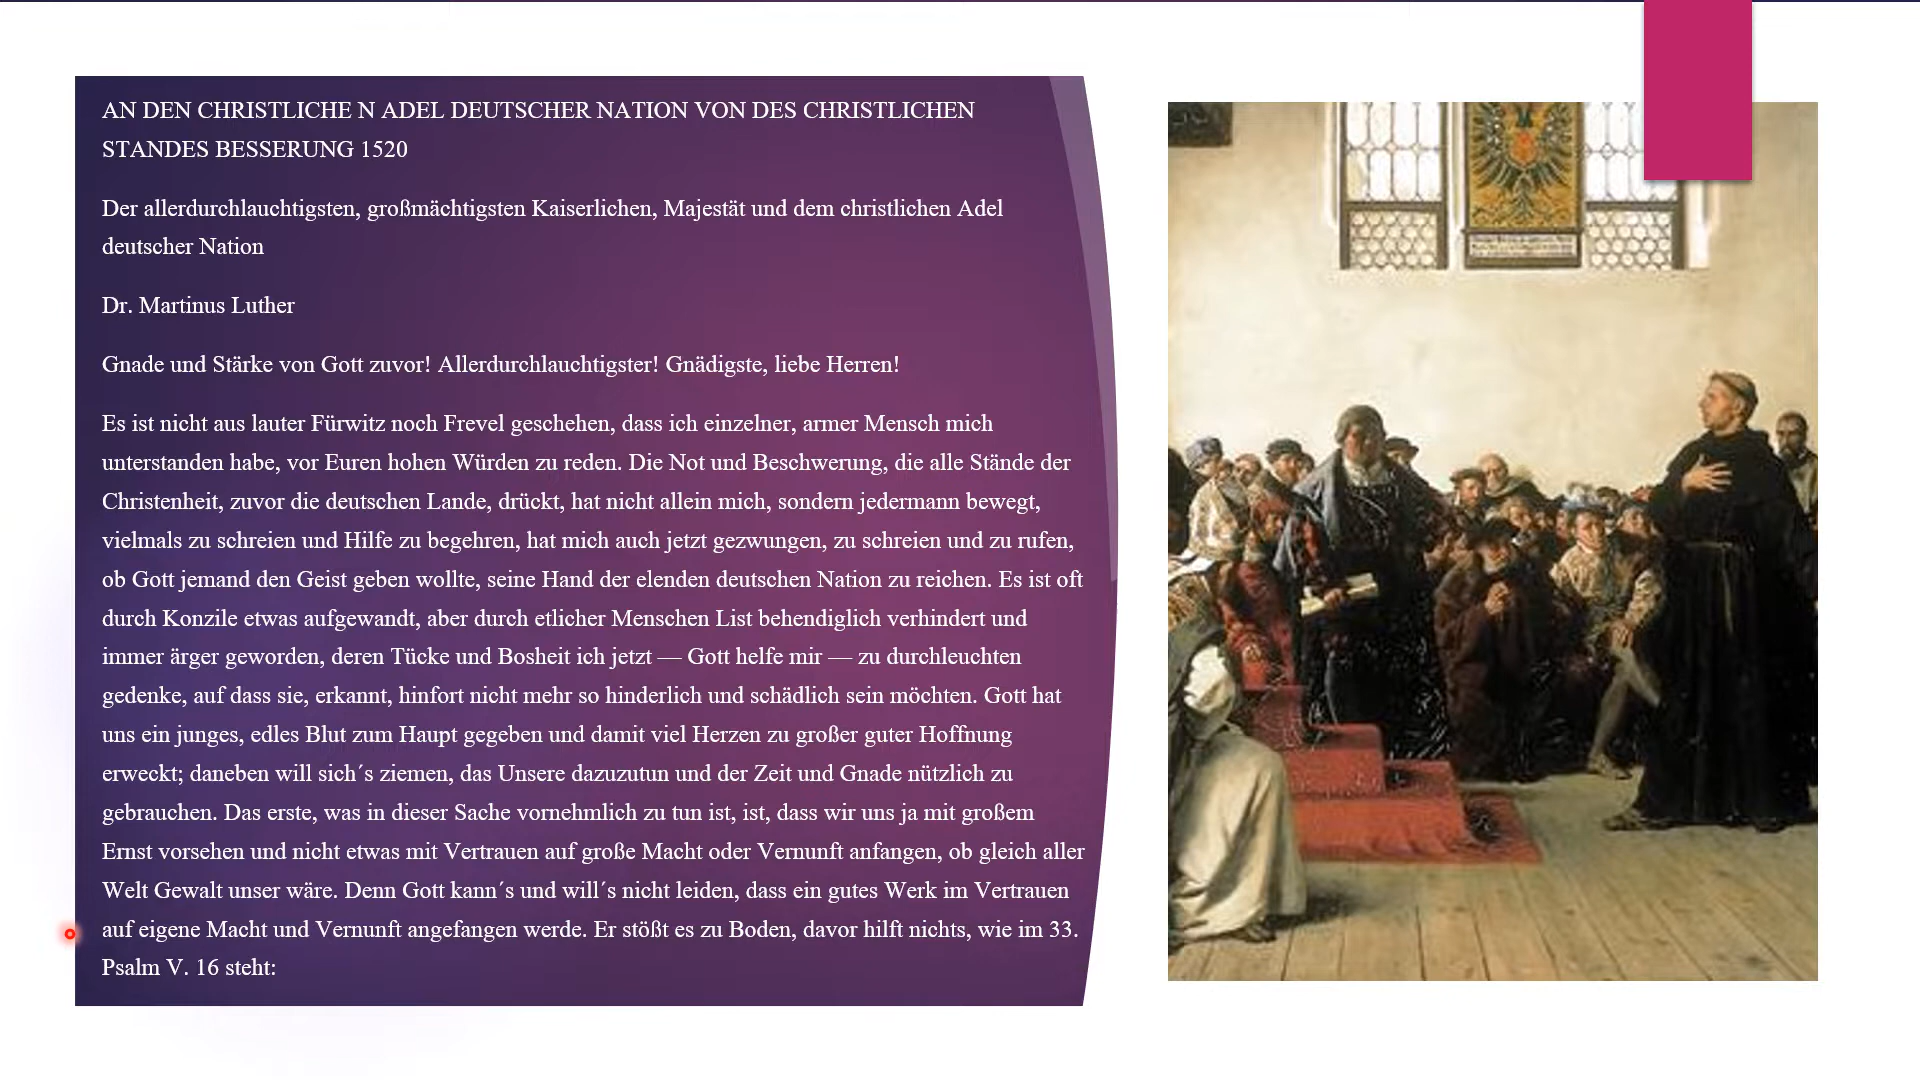 AN DEN CHRISTLICHE N ADEL DEUTSCHER NATION VON DES CHRISTLICHEN
STANDES BESSERUNG 1520
Der allerdurchlauchtigsten, großmächtigsten Kaiserlichen, Majestät und dem christlichen Adel
deutscher Nation
Dr. Martinus Luther
Gnade und Stärke von Gott zuvor! Allerdurchlauchtigster! Gnädigste, liebe Herren!
Es ist nicht aus lauter Fürwitz noch Frevel geschehen, dass ich einzelner, armer Mensch mich
unterstanden habe, vor Euren hohen Würden zu reden. Die Not und Beschwerung, die alle Stände der
Christenheit, zuvor die deutschen Lande, drückt, hat nicht allein mich, sondern jedermann bewegt,
vielmals zu schreien und Hilfe zu begehren, hat mich auch jetzt gezwungen, zu schreien und zu rufen,
ob Gott jemand den Geist geben wollte, seine Hand der elenden deutschen Nation zu reichen. Es ist oft
durch Konzile etwas aufgewandt, aber durch etlicher Menschen List behendiglich verhindert und
immer ärger geworden, deren Tücke und Bosheit ich jetzt — Gott helfe mir — zu durchleuchten
gedenke, auf dass sie, erkannt, hinfort nicht mehr so hinderlich und schädlich sein möchten. Gott hat
uns ein junges, edles Blut zum Haupt gegeben und damit viel Herzen zu großer guter Hoffnung
erweckt; daneben will sich´s ziemen, das Unsere dazuzutun und der Zeit und Gnade nützlich zu
gebrauchen. Das erste, was in dieser Sache vornehmlich zu tun ist, ist, dass wir uns ja mit großem
Ernst vorsehen und nicht etwas mit Vertrauen auf große Macht oder Vernunft anfangen, ob gleich aller
Welt Gewalt unser wäre. Denn Gott kann´s und will´s nicht leiden, dass ein gutes Werk im Vertrauen
auf eigene Macht und Vernunft angefangen werde. Er stößt es zu Boden, davor hilft nichts, wie im 33.
Psalm V. 16 steht: